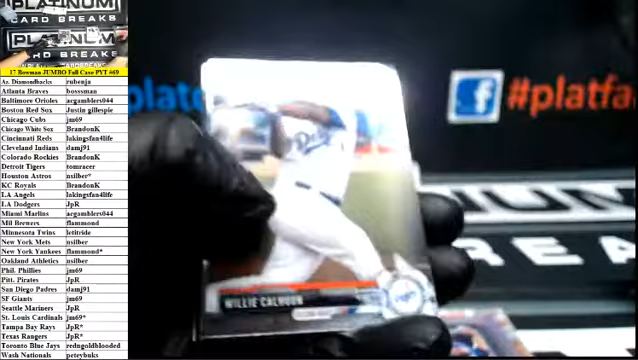 PLATINUM
CARD BREAKS
PLATINUM
CARD BREAKS
17 Bowman JUMBO Full Case PYT #69
Az. Diamondbacks rubenja
Atlanta Braves bosssman
Baltimore Orioles acgamblers044
Boston Red Sox Justin gillespie
Chicago Cubs jm69
Chicago White Sox BrandonK
Cincinnati Reds lakingsfan4life
Cleveland Indians damj91
Colorado Rockies BrandonK
Detroit Tigers tomracer
Houston Astros nsilber*
KC Royals BrandonK
LA Angels lakingsfan4life
LA Dodgers JpR
Miami Marlins acgamblers044
Mil Brewers flammond
Minnesota Twins letitride
New York Mets nsilber
New York Yankees flammond*
Oakland Athletics nsilber
Phil. Phillies jm69
Pitt. Pirates JpR
San Diego Padres damj91
SF Giants jm69
Seattle Mariners JpR
St. Louis Cardinals jm69*
Tampa Bay Rays JpR*
Texas Rangers JpR*
Toronto Blue Jays redngoldblooded
Wash Nationals peteybuks
plat
f #platfa
WILLIE CALHOUN